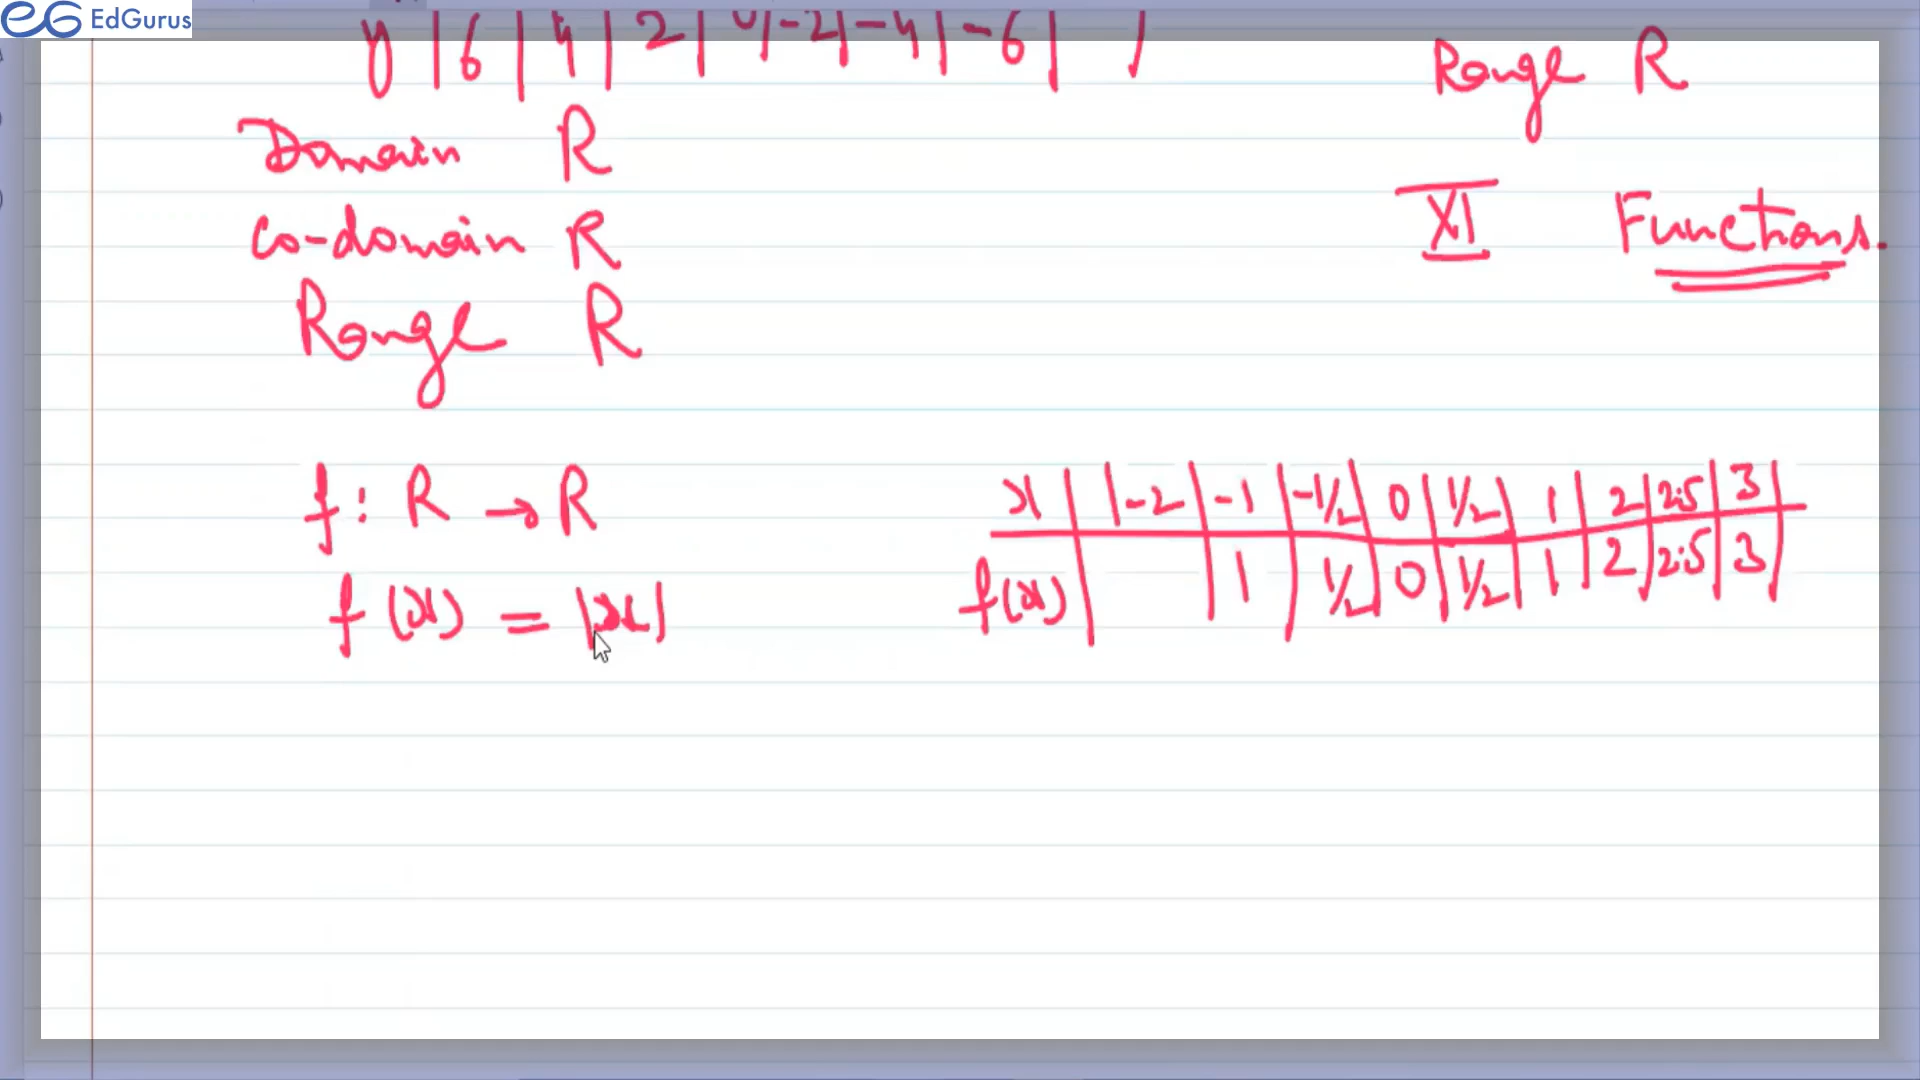 EdGurus
y | 6 | 4 | 2 | 0 | -2 | -4 | -6 | |
Range R
Domain R
Co-domain R
Range R
XI Functions.
f : R → R
f(x) = |x|
x | | -2 | -1 | -1/2 | 0 | 1/2 | 1 | 2 | 2.5 | 3 |
f(x) | | 1 | 1/2 | 0 | 1/2 | 1 | 2 | 2.5 | 3 |